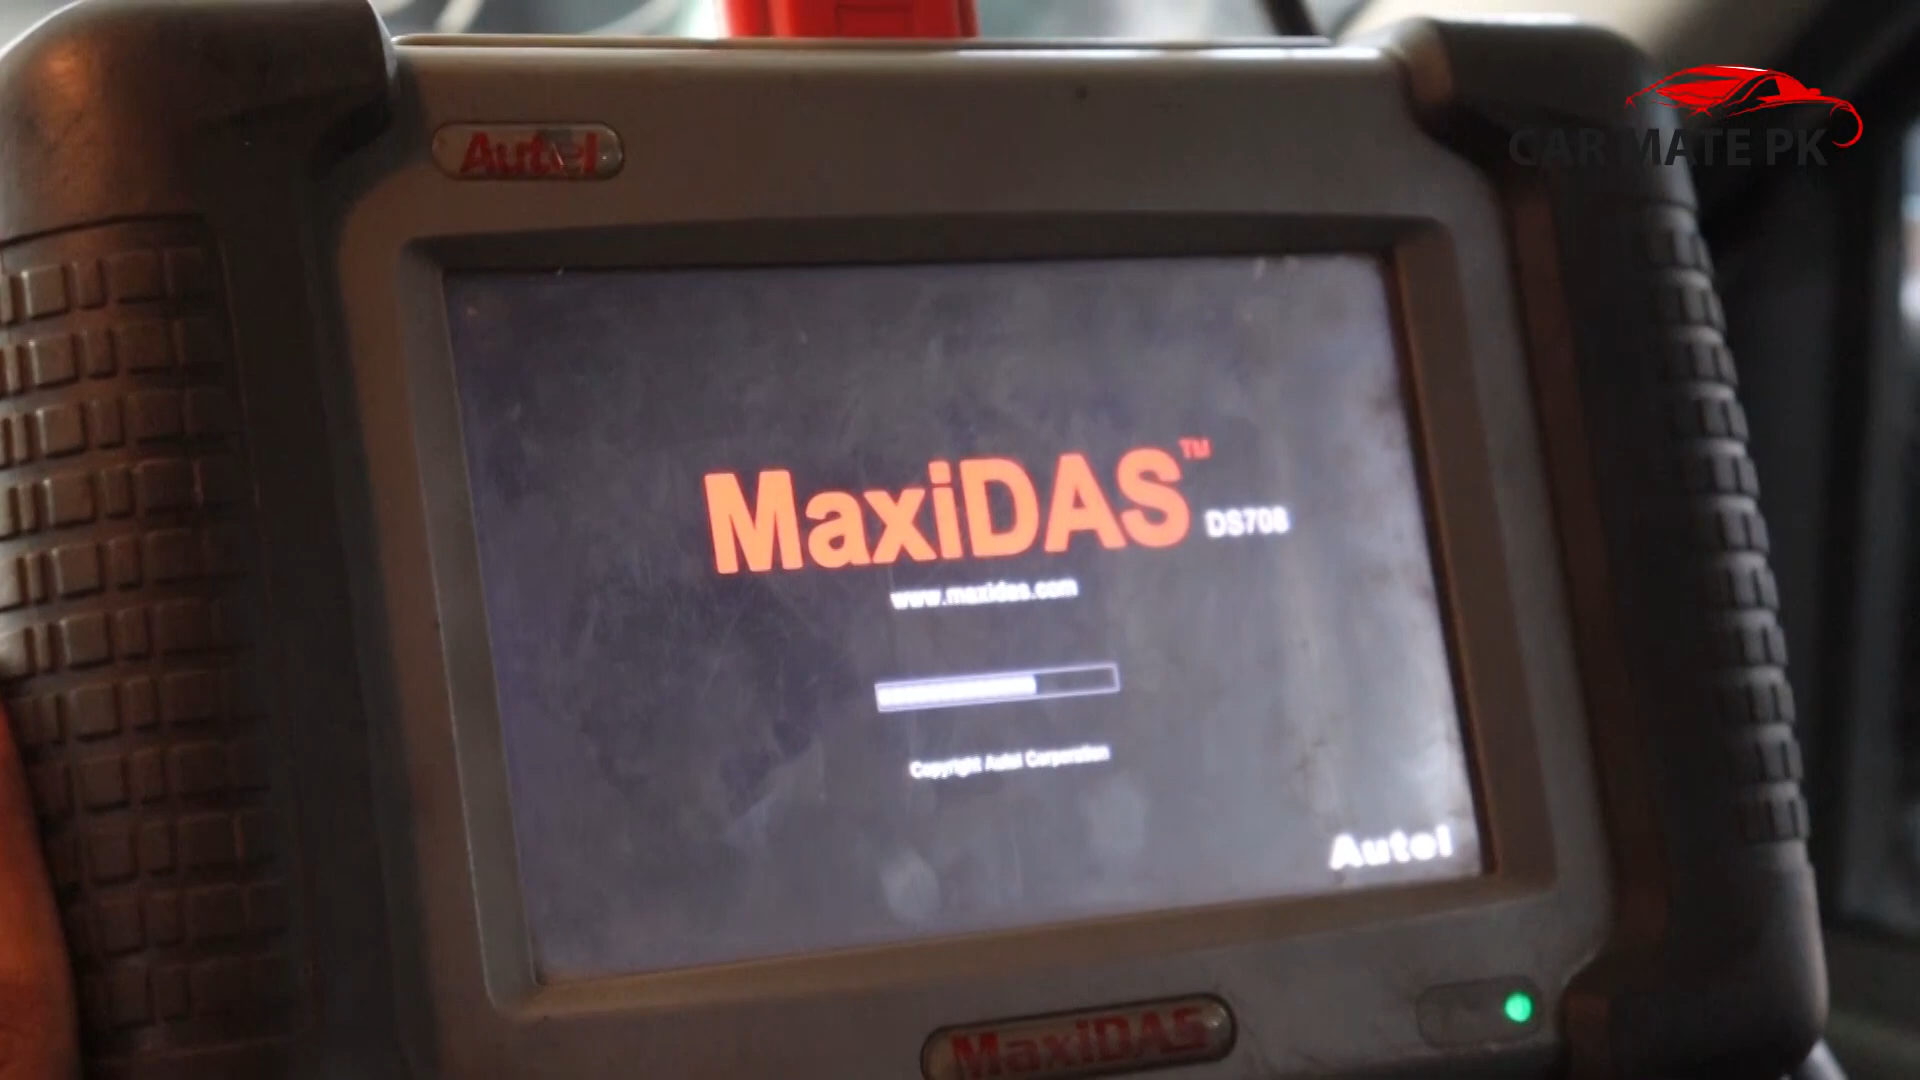 CAR MATE PK
Autel
MaxiDAS™ DS708
www.maxidas.com
Copyright Autel Corporation
Autel
MaxiDAS